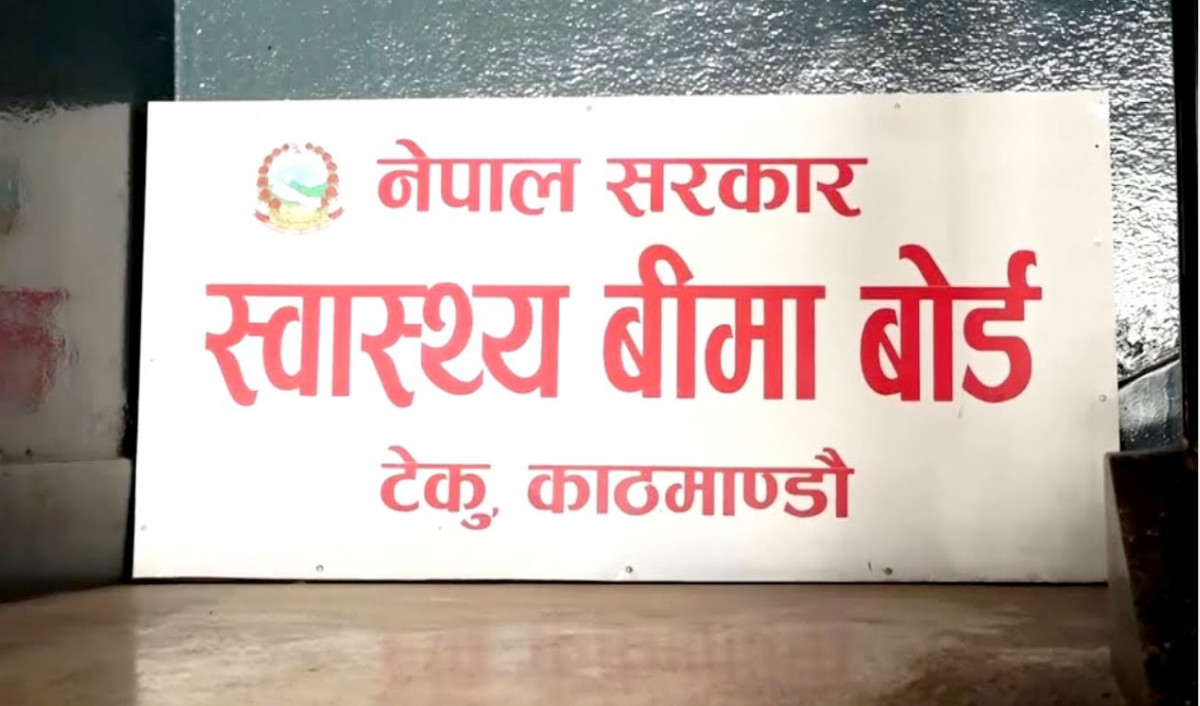 नेपाल सरकार
स्वास्थ्य बीमा बोर्ड
टेकु, काठमाण्डौ